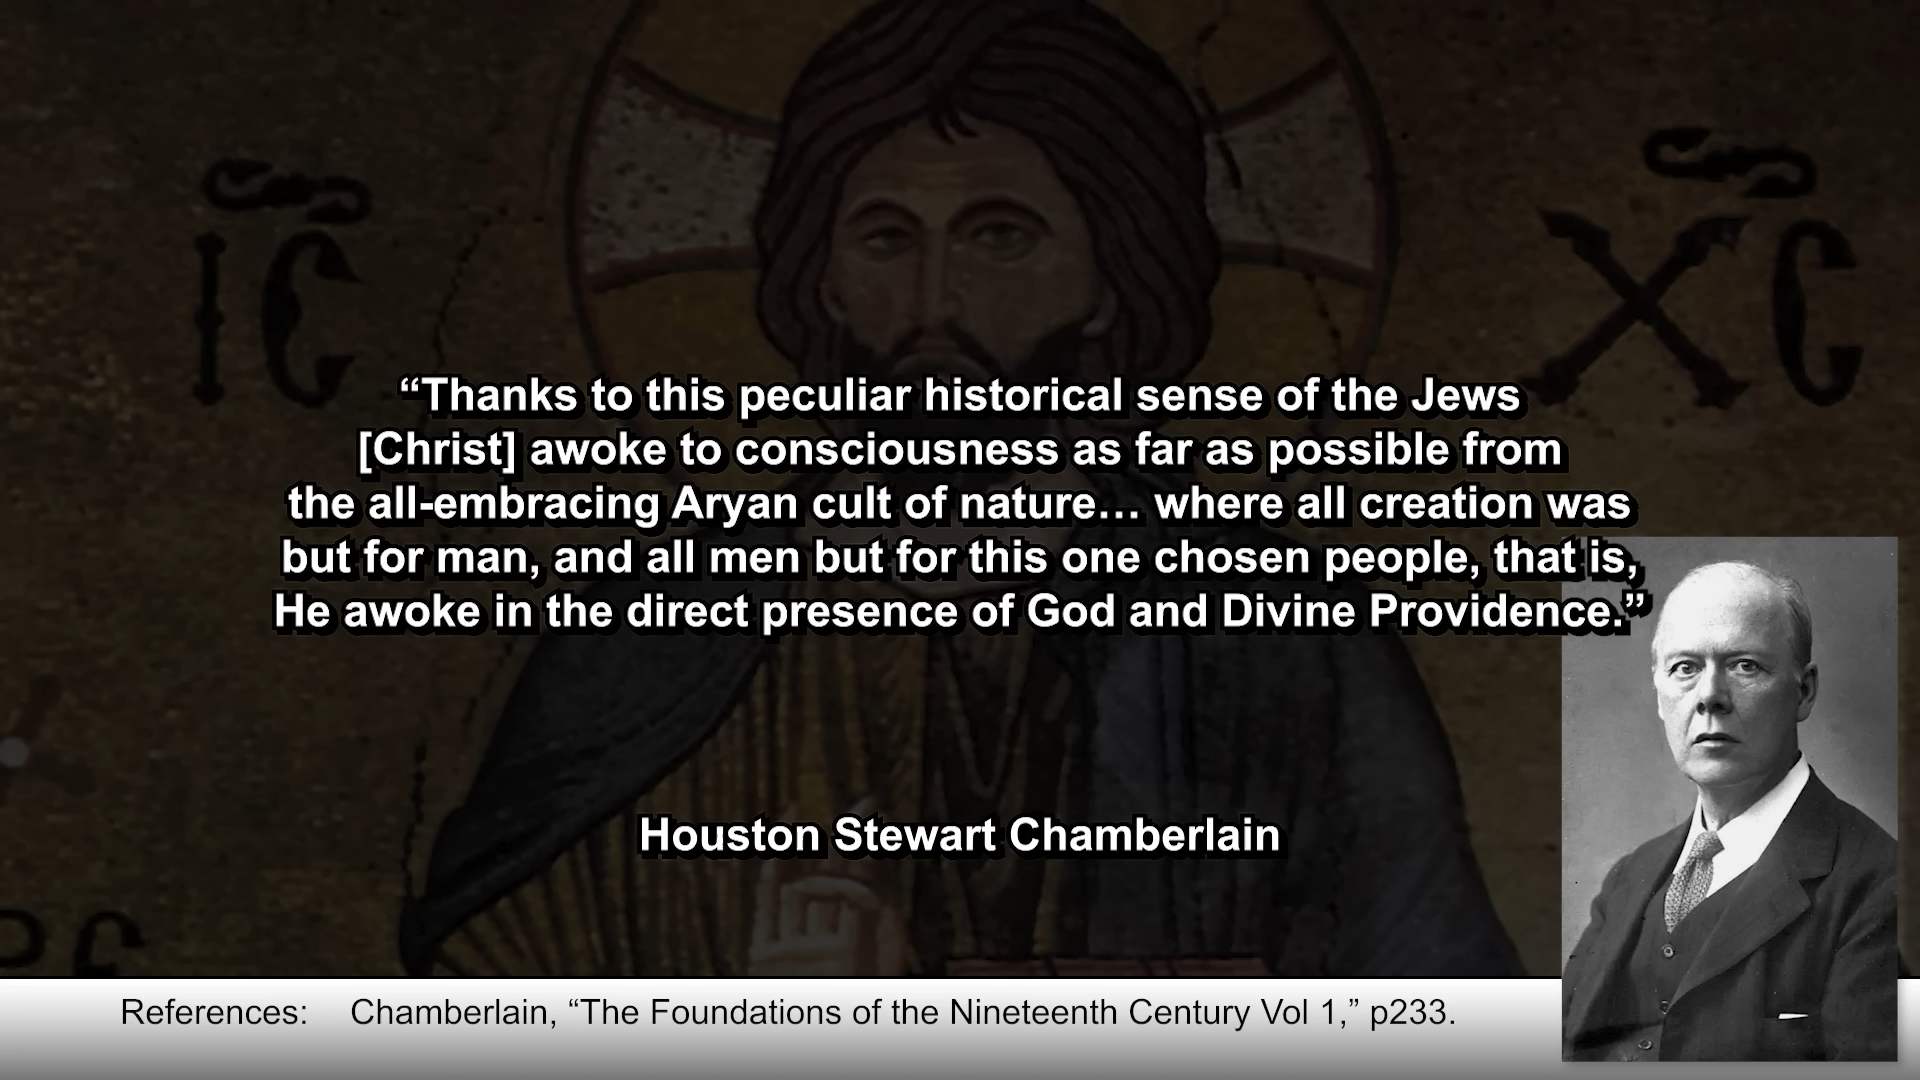 IC XC
“Thanks to this peculiar historical sense of the Jews
[Christ] awoke to consciousness as far as possible from
the all-embracing Aryan cult of nature… where all creation was
but for man, and all men but for this one chosen people, that is,
He awoke in the direct presence of God and Divine Providence.”
Houston Stewart Chamberlain
References: Chamberlain, “The Foundations of the Nineteenth Century Vol 1,” p233.